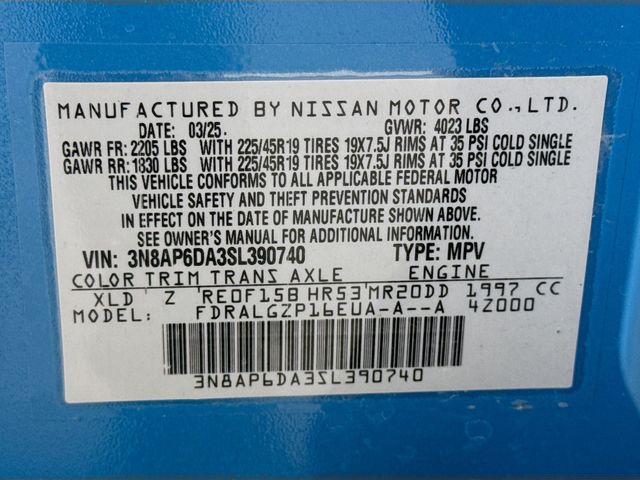 MANUFACTURED BY NISSAN MOTOR CO., LTD.
DATE: 03/25. GVWR: 4023 LBS
GAWR FR: 2205 LBS WITH 225/45R19 TIRES 19X7.5J RIMS AT 35 PSI COLD SINGLE
GAWR RR: 1830 LBS WITH 225/45R19 TIRES 19X7.5J RIMS AT 35 PSI COLD SINGLE
THIS VEHICLE CONFORMS TO ALL APPLICABLE FEDERAL MOTOR
VEHICLE SAFETY AND THEFT PREVENTION STANDARDS
IN EFFECT ON THE DATE OF MANUFACTURE SHOWN ABOVE.
SEE OWNER'S MANUAL FOR ADDITIONAL INFORMATION
VIN: 3N8AP6DA3SL390740 TYPE: MPV
COLOR TRIM TRANS AXLE ENGINE
XLD Z RE0F15B HR53 MR20DD 1997 CC
MODEL: FDRALGZP16EUA-A--A 4Z000
3N8AP6DA3SL390740